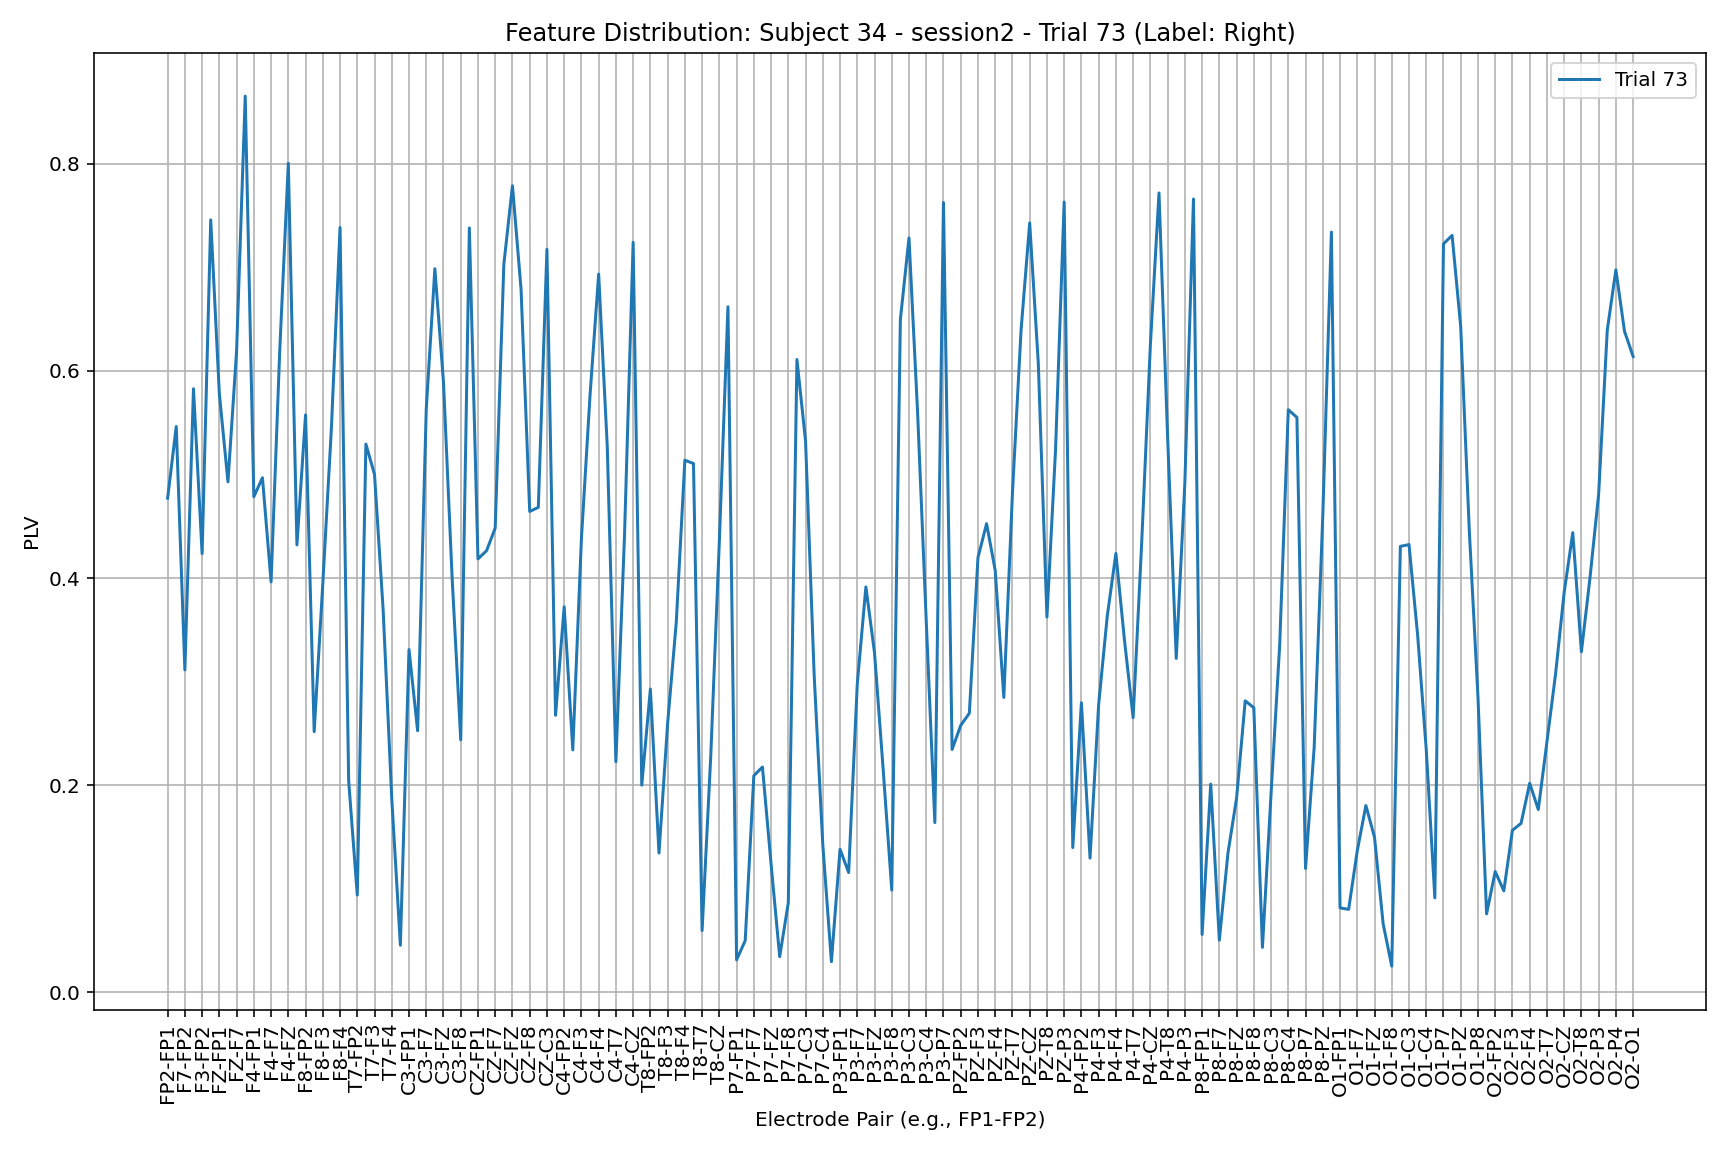 Feature Distribution: Subject 34 - session2 - Trial 73 (Label: Right)
Trial 73
PLV
0.8
0.6
0.4
0.2
0.0
FP2-FP1
F7-FP2
F3-FP2
FZ-FP1
FZ-F7
F4-FP1
F4-F7
F4-FZ
F8-FP2
F8-F3
F8-F4
T7-FP2
T7-F3
T7-F4
C3-FP1
C3-F7
C3-FZ
C3-F8
CZ-FP1
CZ-F7
CZ-FZ
CZ-F8
CZ-C3
C4-FP2
C4-F3
C4-F4
C4-T7
C4-CZ
T8-FP2
T8-F3
T8-F4
T8-T7
T8-CZ
P7-FP1
P7-F7
P7-FZ
P7-F8
P7-C3
P7-C4
P3-FP1
P3-F7
P3-FZ
P3-F8
P3-C3
P3-C4
P3-P7
PZ-FP2
PZ-F3
PZ-F4
PZ-T7
PZ-CZ
PZ-T8
PZ-P3
P4-FP2
P4-F3
P4-F4
P4-T7
P4-CZ
P4-T8
P4-P3
P8-FP1
P8-F7
P8-FZ
P8-F8
P8-C3
P8-C4
P8-P7
P8-PZ
O1-FP1
O1-F7
O1-FZ
O1-F8
O1-C3
O1-C4
O1-P7
O1-PZ
O1-P8
O2-FP2
O2-F3
O2-F4
O2-T7
O2-CZ
O2-T8
O2-P3
O2-P4
O2-O1
Electrode Pair (e.g., FP1-FP2)